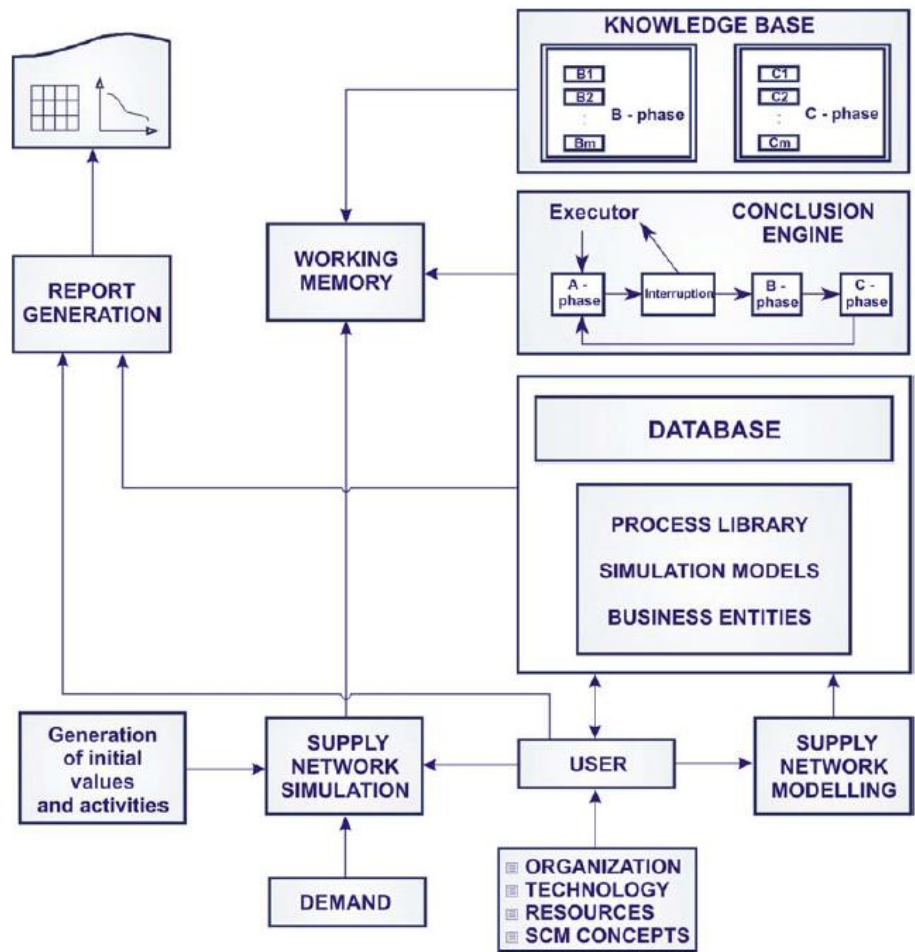 KNOWLEDGE BASE
B1
B2
:
Bm
B - phase
C1
C2
:
Cm
C - phase
Executor
CONCLUSION
ENGINE
A -
phase
Interruption
B -
phase
C -
phase
WORKING
MEMORY
REPORT
GENERATION
DATABASE
PROCESS LIBRARY
SIMULATION MODELS
BUSINESS ENTITIES
Generation
of initial
values
and activities
SUPPLY
NETWORK
SIMULATION
USER
SUPPLY
NETWORK
MODELLING
DEMAND
ORGANIZATION
TECHNOLOGY
RESOURCES
SCM CONCEPTS